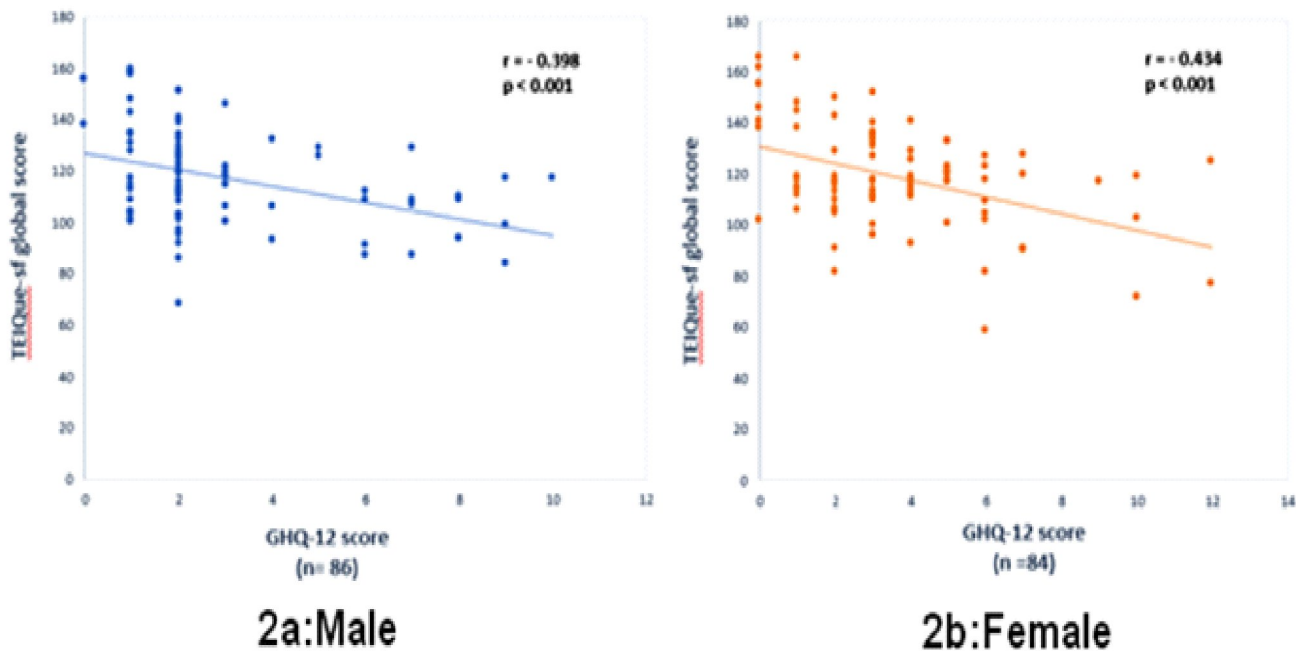 180
160
140
120
100
80
60
40
20
0
TEIQue-sf global score
r = - 0.398
p < 0.001
0 2 4 6 8 10 12
GHQ-12 score
(n= 86)
2a:Male
180
160
140
120
100
80
60
40
20
0
TEIQue-sf global score
r = - 0.434
p < 0.001
0 2 4 6 8 10 12 14
GHQ-12 score
(n =84)
2b:Female